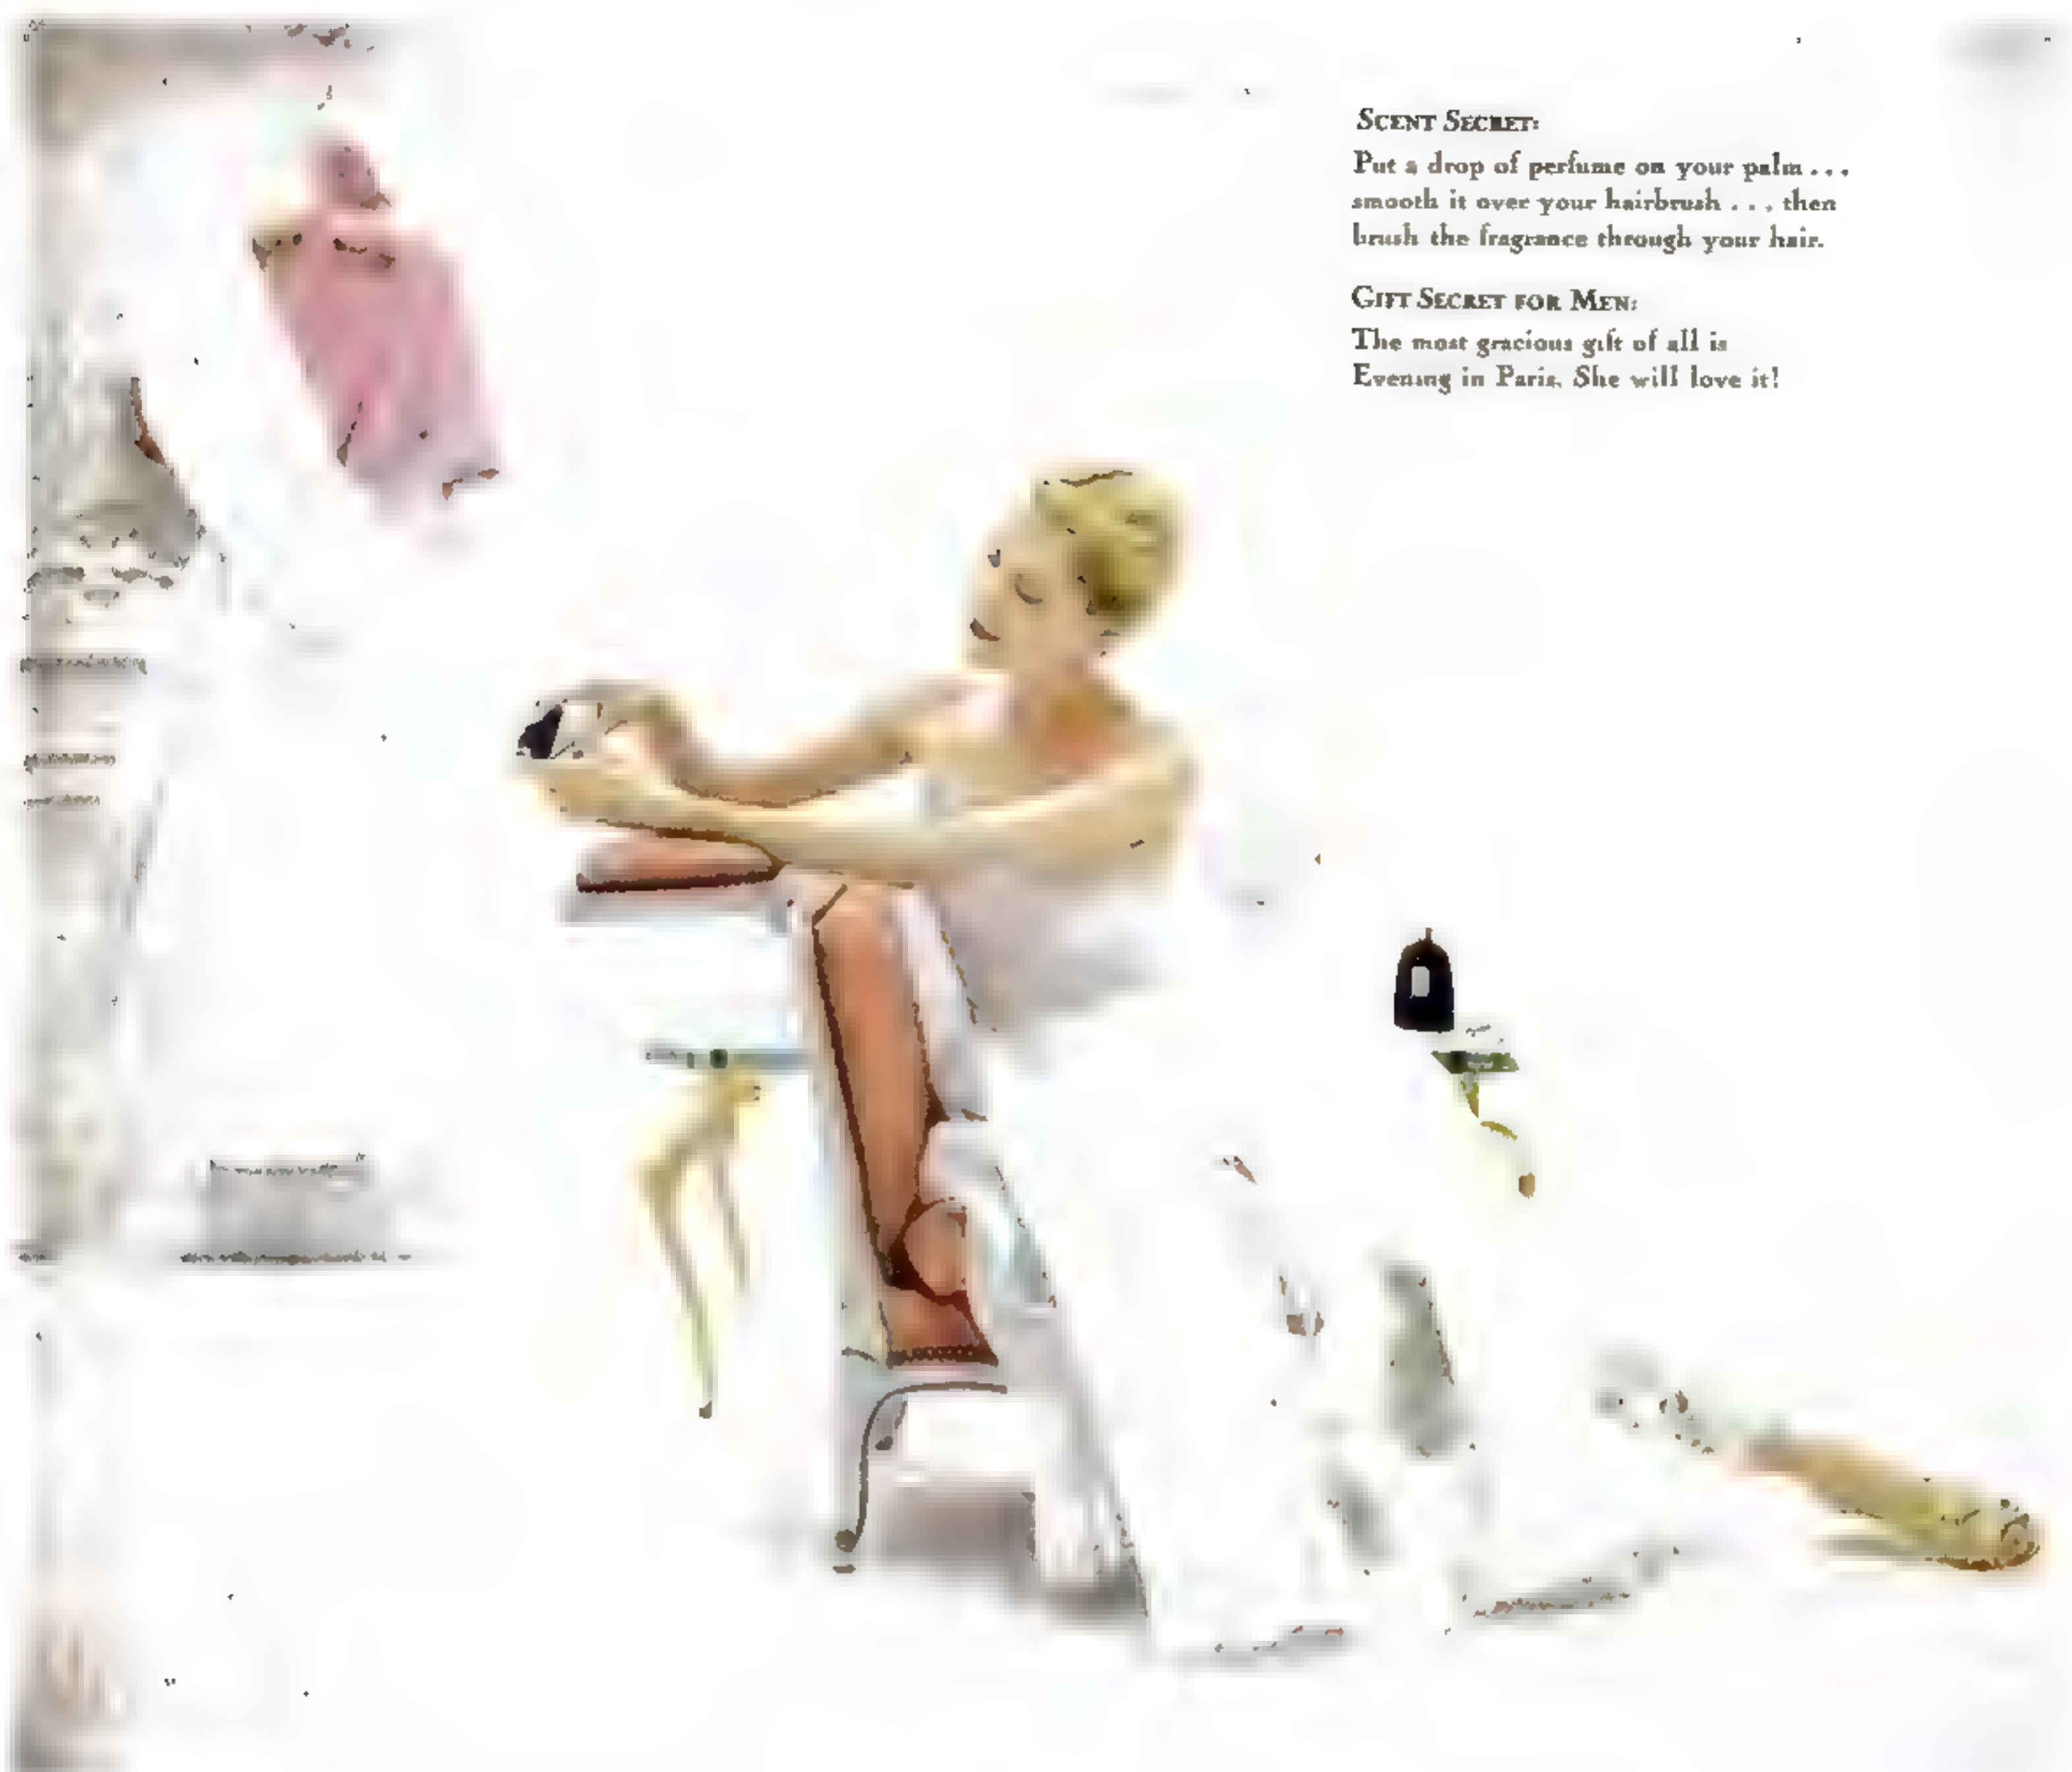 SCENT SECRET:
Put a drop of perfume on your palm . . .
smooth it over your hairbrush . . . then
brush the fragrance through your hair.
GIFT SECRET FOR MEN:
The most gracious gift of all is
Evening in Paris. She will love it!